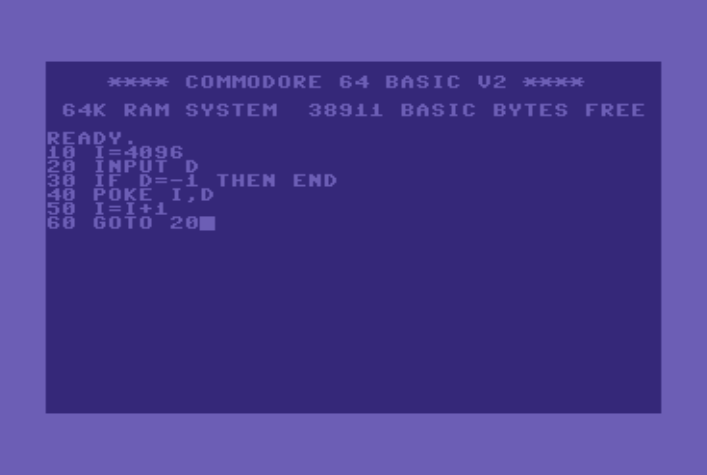 **** COMMODORE 64 BASIC V2 ****
64K RAM SYSTEM  38911 BASIC BYTES FREE
READY.
10 I=4096
20 INPUT D
30 IF D=-1 THEN END
40 POKE I,D
50 I=I+1
60 GOTO 20